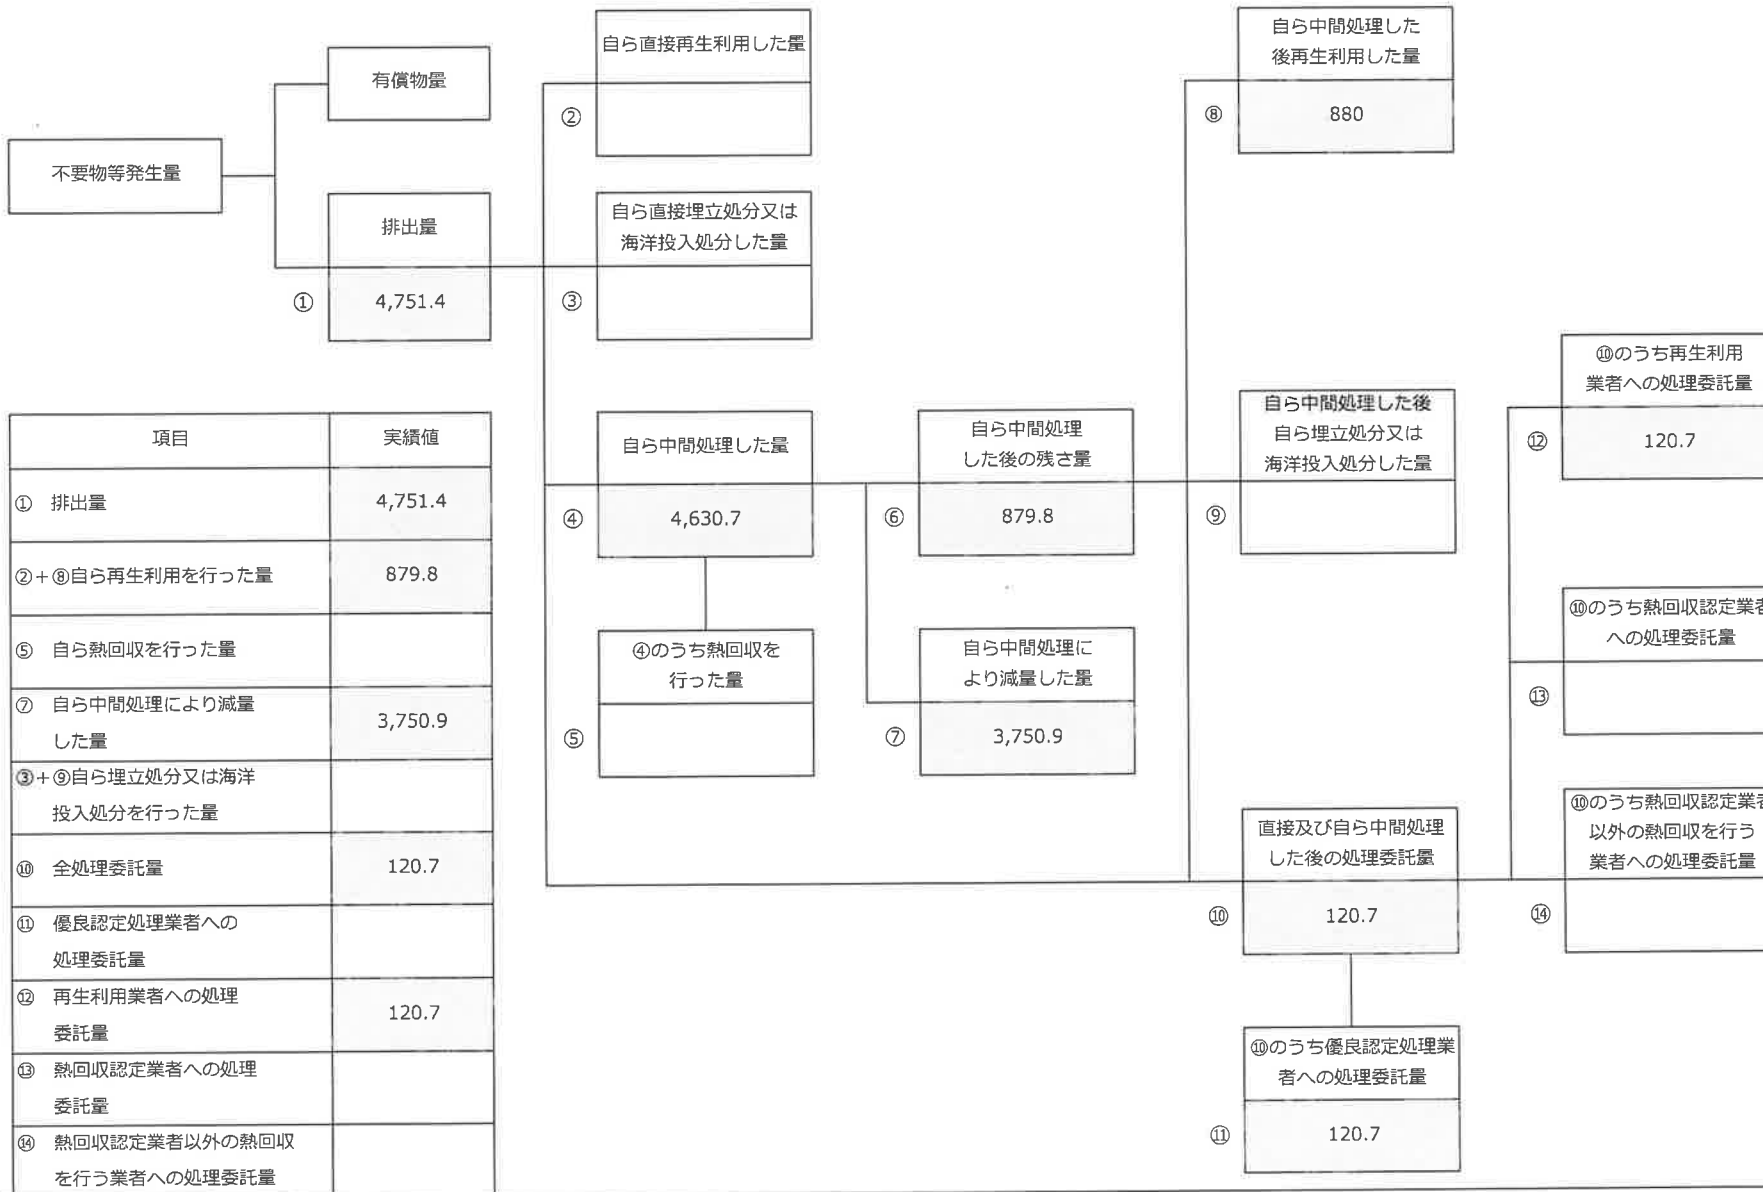 不要物等発生量
有償物量
排出量
① 4,751.4
自ら直接再生利用した量
②
自ら直接埋立処分又は
海洋投入処分した量
③
自ら中間処理した量
④ 4,630.7
④のうち熱回収を
行った量
⑤
自ら中間処理
した後の残さ量
⑥ 879.8
自ら中間処理に
より減量した量
⑦ 3,750.9
自ら中間処理した
後再生利用した量
⑧ 880
自ら中間処理した後
自ら埋立処分又は
海洋投入処分した量
⑨
直接及び自ら中間処理
した後の処理委託量
⑩ 120.7
⑩のうち優良認定処理業
者への処理委託量
⑪ 120.7
⑩のうち再生利用
業者への処理委託量
⑫ 120.7
⑩のうち熱回収認定業者
への処理委託量
⑬
⑩のうち熱回収認定業者
以外の熱回収を行う
業者への処理委託量
⑭
項目 実績値
① 排出量 4,751.4
②+⑧自ら再生利用を行った量 879.8
⑤ 自ら熱回収を行った量
⑦ 自ら中間処理により減量
した量 3,750.9
③+⑨自ら埋立処分又は海洋
投入処分を行った量
⑩ 全処理委託量 120.7
⑪ 優良認定処理業者への
処理委託量
⑫ 再生利用業者への処理
委託量 120.7
⑬ 熱回収認定業者への処理
委託量
⑭ 熱回収認定業者以外の熱回収
を行う業者への処理委託量